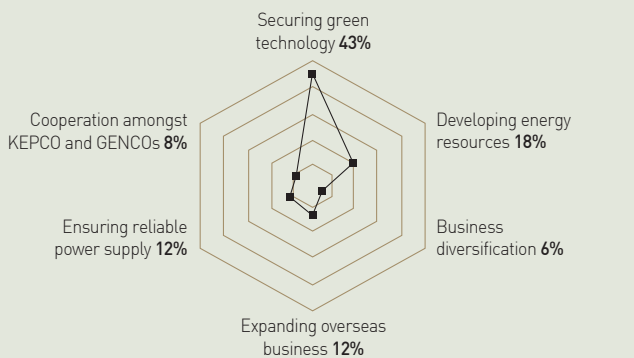 Securing green
technology 43%
Cooperation amongst
KEPCO and GENCOs 8%
Developing energy
resources 18%
Ensuring reliable
power supply 12%
Business
diversification 6%
Expanding overseas
business 12%